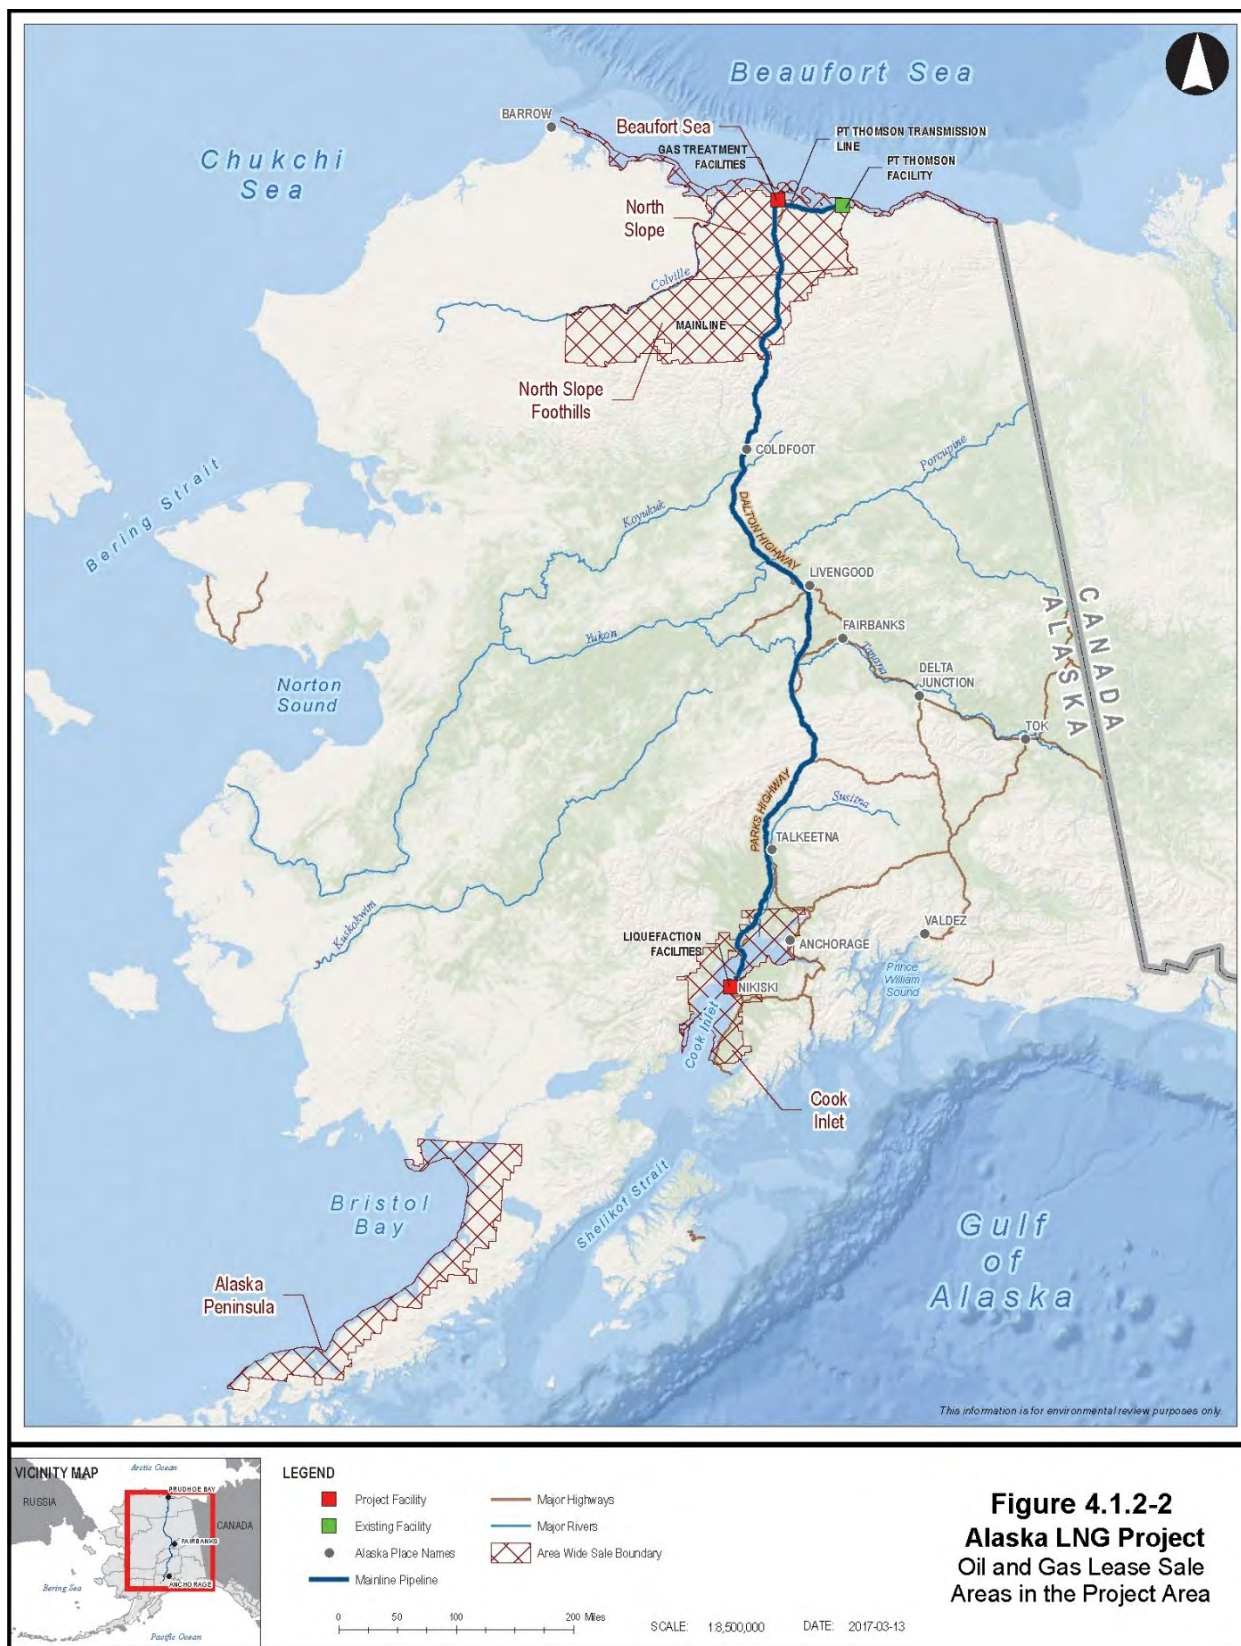 Beaufort Sea
BARROW
Beaufort Sea
PT THOMSON TRANSMISSION
LINE
GAS TREATMENT
FACILITIES
PT THOMSON
FACILITY
Chukchi
Sea
North
Slope
Colville
MAINLINE
North Slope
Foothills
COLDFOOT
Porcupine
Bering Strait
Koyukuk
DALTON HIGHWAY
LIVENGOOD
CANADA
ALASKA
Yukon
FAIRBANKS
Tanana
DELTA
JUNCTION
Norton
Sound
TOK
PARKS HIGHWAY
Susitna
TALKEETNA
Kuskokwim
LIQUEFACTION
FACILITIES
ANCHORAGE
VALDEZ
Prince
William
Sound
NIKISKI
Cook Inlet
Cook
Inlet
Bristol
Bay
Shelikof Strait
Gulf
of
Alaska
Alaska
Peninsula
This information is for environmental review purposes only.
VICINITY MAP
Arctic Ocean
RUSSIA
PRUDHOE BAY
CANADA
FAIRBANKS
Bering Sea
ANCHORAGE
Pacific Ocean
LEGEND
Project Facility
Existing Facility
Alaska Place Names
Mainline Pipeline
Major Highways
Major Rivers
Area Wide Sale Boundary
0 50 100 200 Miles
SCALE: 1:8,500,000
DATE: 2017-03-13
Figure 4.1.2-2
Alaska LNG Project
Oil and Gas Lease Sale
Areas in the Project Area